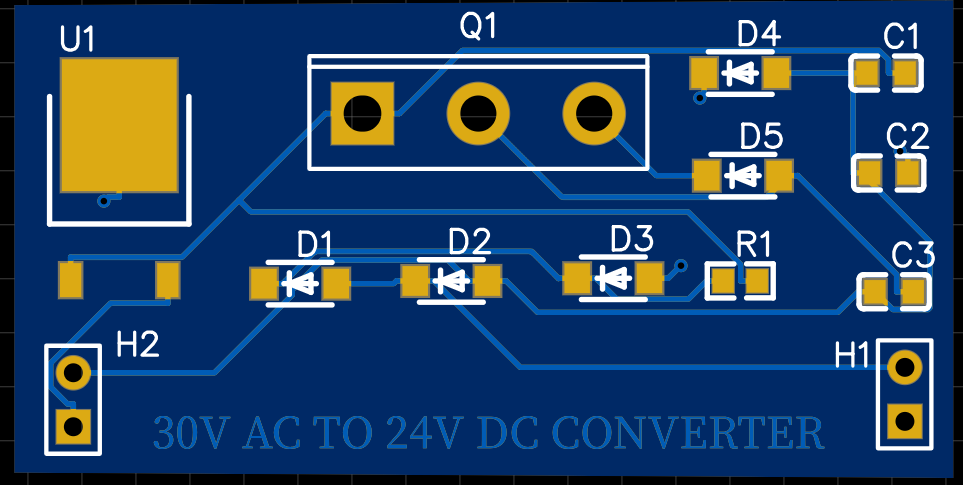 U1
Q1
D4
C1
D5
C2
D1
D2
D3
R1
C3
H2
H1
30V AC TO 24V DC CONVERTER